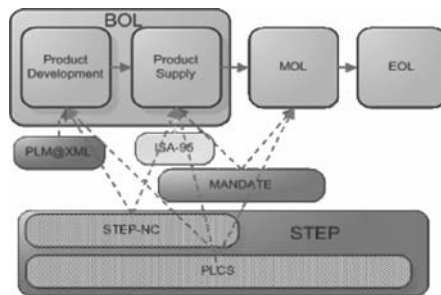 BOL
Product
Development
Product
Supply
MOL
EOL
PLM@XML
ISA-95
MANDATE
STEP-NC
STEP
PLCS